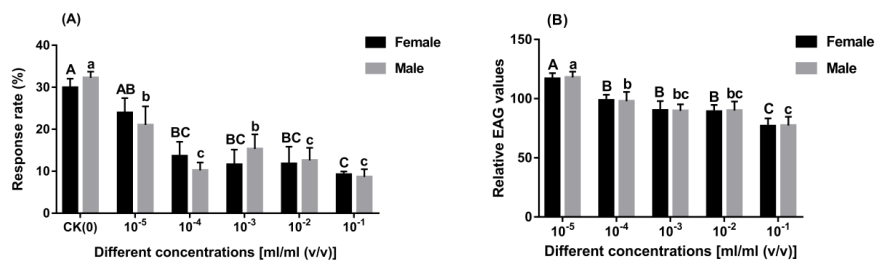 (A)
Response rate (%)
40
30
20
10
0
A a
AB b
BC c
BC b
BC c
C c
CK(0) 10-5 10-4 10-3 10-2 10-1
Different concentrations [ml/ml (v/v)]
Female
Male
(B)
Relative EAG values
150
100
50
0
A a
B b
B bc
B bc
C c
10-5 10-4 10-3 10-2 10-1
Different concentrations [ml/ml (v/v)]
Female
Male